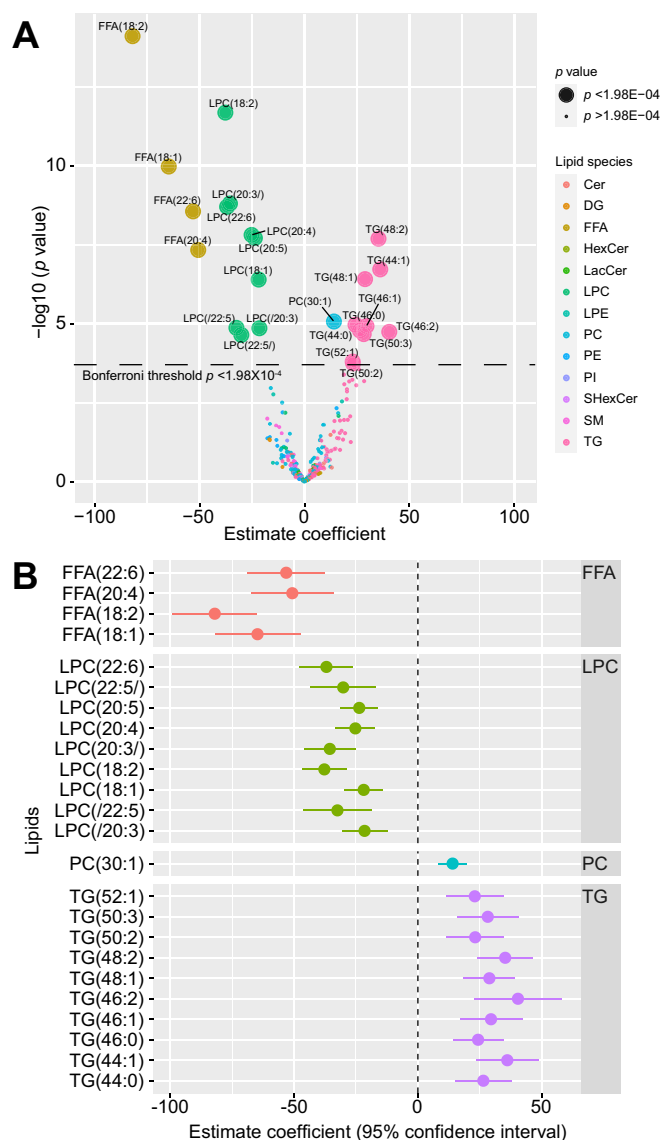 A
FFA(18:2)
LPC(18:2)
FFA(18:1)
FFA(22:6)
LPC(20:3/)
LPC(22:6)
LPC(20:4)
FFA(20:4)
LPC(20:5)
TG(48:2)
TG(44:1)
LPC(18:1)
TG(48:1)
PC(30:1)
TG(46:1)
LPC(/22:5)
LPC(/20:3)
TG(46:0)
TG(46:2)
TG(44:0)
LPC(22:5/)
TG(50:3)
TG(52:1)
TG(50:2)
Bonferroni threshold p <1.98X10-4
−log10 (p value)
15
10
5
0
−100
−50
0
50
100
Estimate coefficient
p value
p <1.98E−04
p >1.98E−04
Lipid species
Cer
DG
FFA
HexCer
LacCer
LPC
LPE
PC
PE
PI
SHexCer
SM
TG
B
FFA(22:6)
FFA(20:4)
FFA(18:2)
FFA(18:1)
FFA
LPC(22:6)
LPC(22:5/)
LPC(20:5)
LPC(20:4)
LPC(20:3/)
LPC(18:2)
LPC(18:1)
LPC(/22:5)
LPC(/20:3)
LPC
PC(30:1)
PC
TG(52:1)
TG(50:3)
TG(50:2)
TG(48:2)
TG(48:1)
TG(46:2)
TG(46:1)
TG(46:0)
TG(44:1)
TG(44:0)
TG
Lipids
-100
-50
0
50
Estimate coefficient (95% confidence interval)